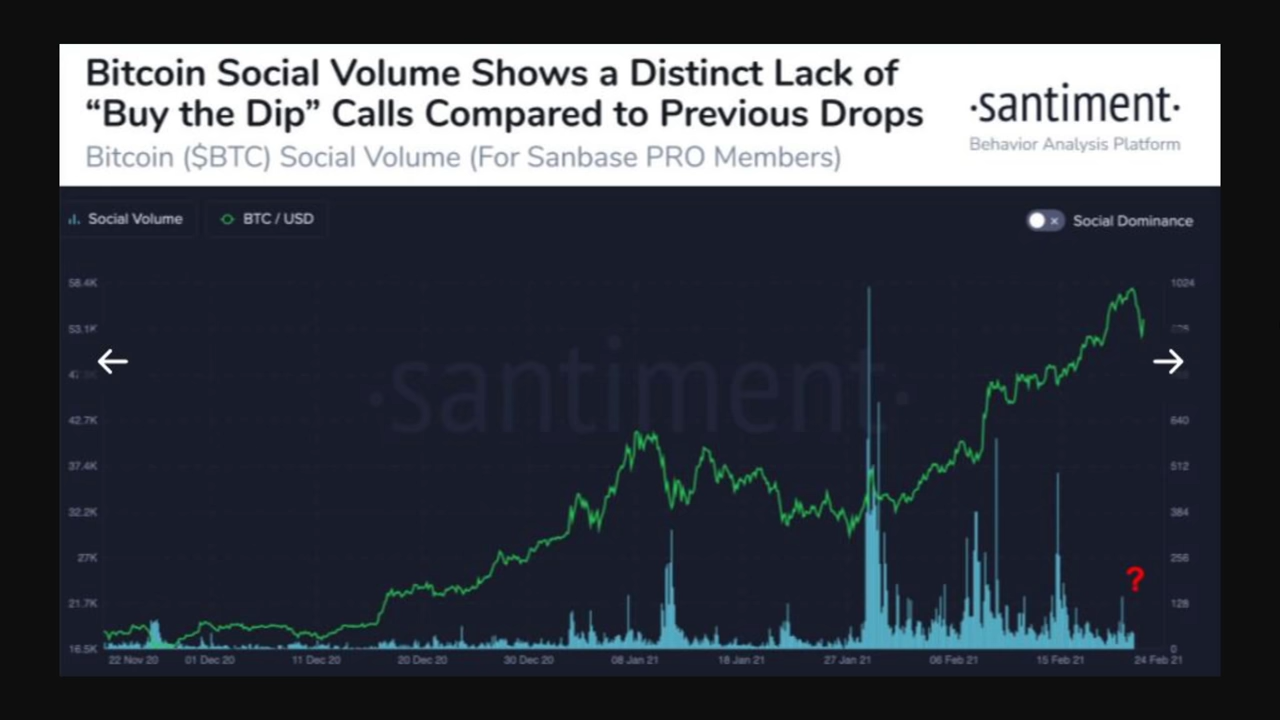 Bitcoin Social Volume Shows a Distinct Lack of
“Buy the Dip” Calls Compared to Previous Drops
Bitcoin ($BTC) Social Volume (For Sanbase PRO Members)
·santiment·
Behavior Analysis Platform
Social Volume
BTC / USD
Social Dominance
58.4K
53.1K
42.7K
37.4K
32.2K
27K
21.7K
16.5K
·santiment·
1024
640
512
384
256
128
0
?
22 Nov 20
01 Dec 20
11 Dec 20
20 Dec 20
30 Dec 20
08 Jan 21
18 Jan 21
27 Jan 21
06 Feb 21
15 Feb 21
24 Feb 21